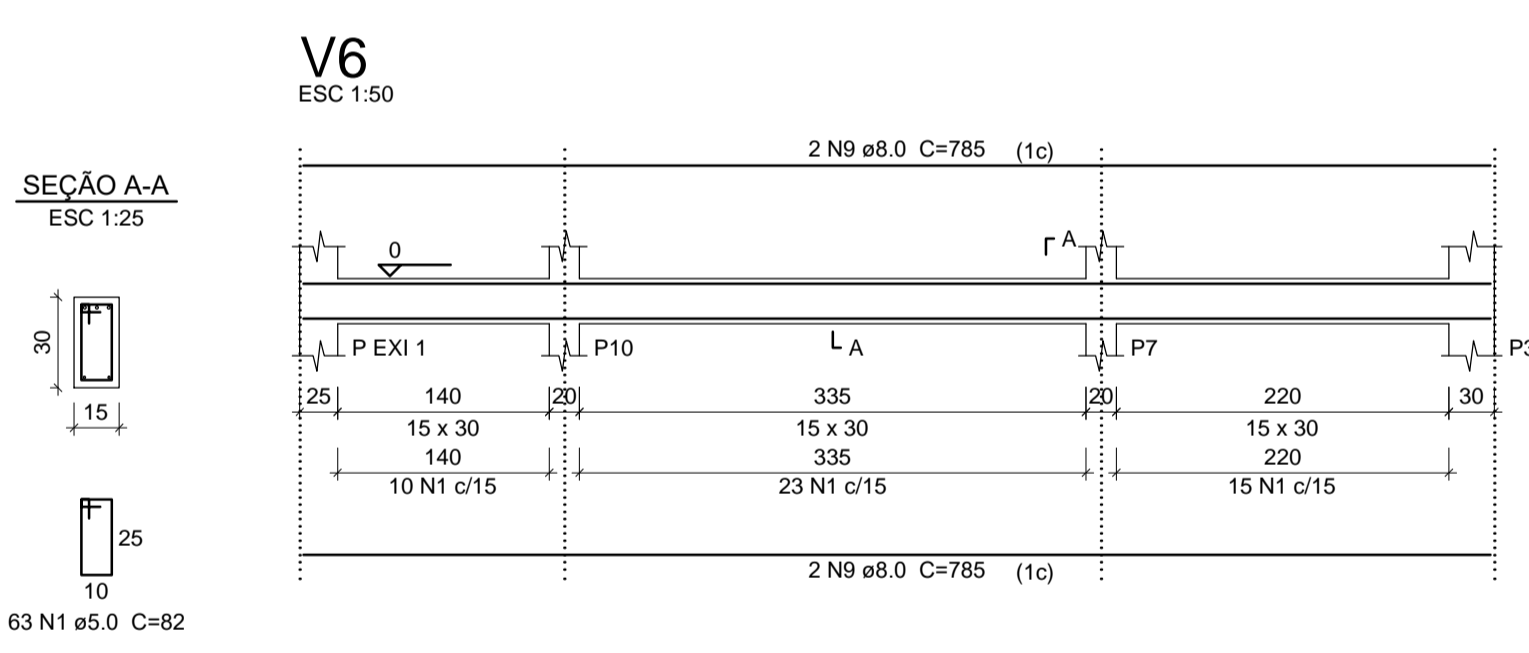 V6
ESC 1:50
2 N9 ø8.0 C=785 (1c)
SEÇÃO A-A
ESC 1:25
0
A
30
P EXI 1
P10
A
P7
P3
25 140 20 335 20 220 30
15
15 x 30 15 x 30 15 x 30
140 335 220
10 N1 c/15 23 N1 c/15 15 N1 c/15
25
10
2 N9 ø8.0 C=785 (1c)
63 N1 ø5.0 C=82